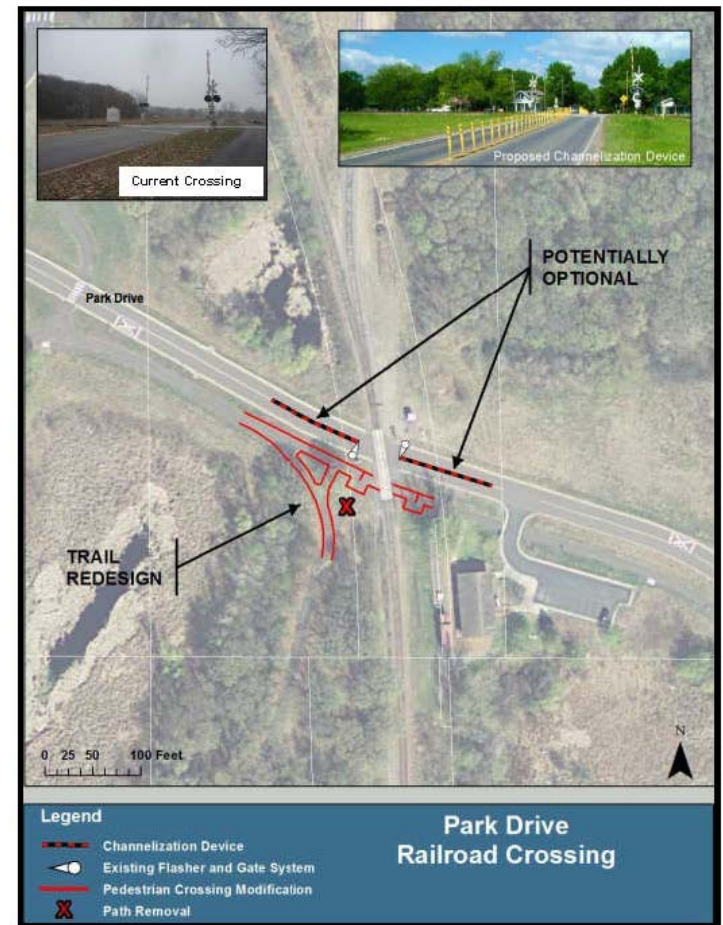 Current Crossing
Proposed Channelization Device
POTENTIALLY
OPTIONAL
Park Drive
TRAIL
REDESIGN
N
0 25 50 100 Feet
Legend
Channelization Device
Existing Flasher and Gate System
Pedestrian Crossing Modification
X Path Removal
Park Drive
Railroad Crossing